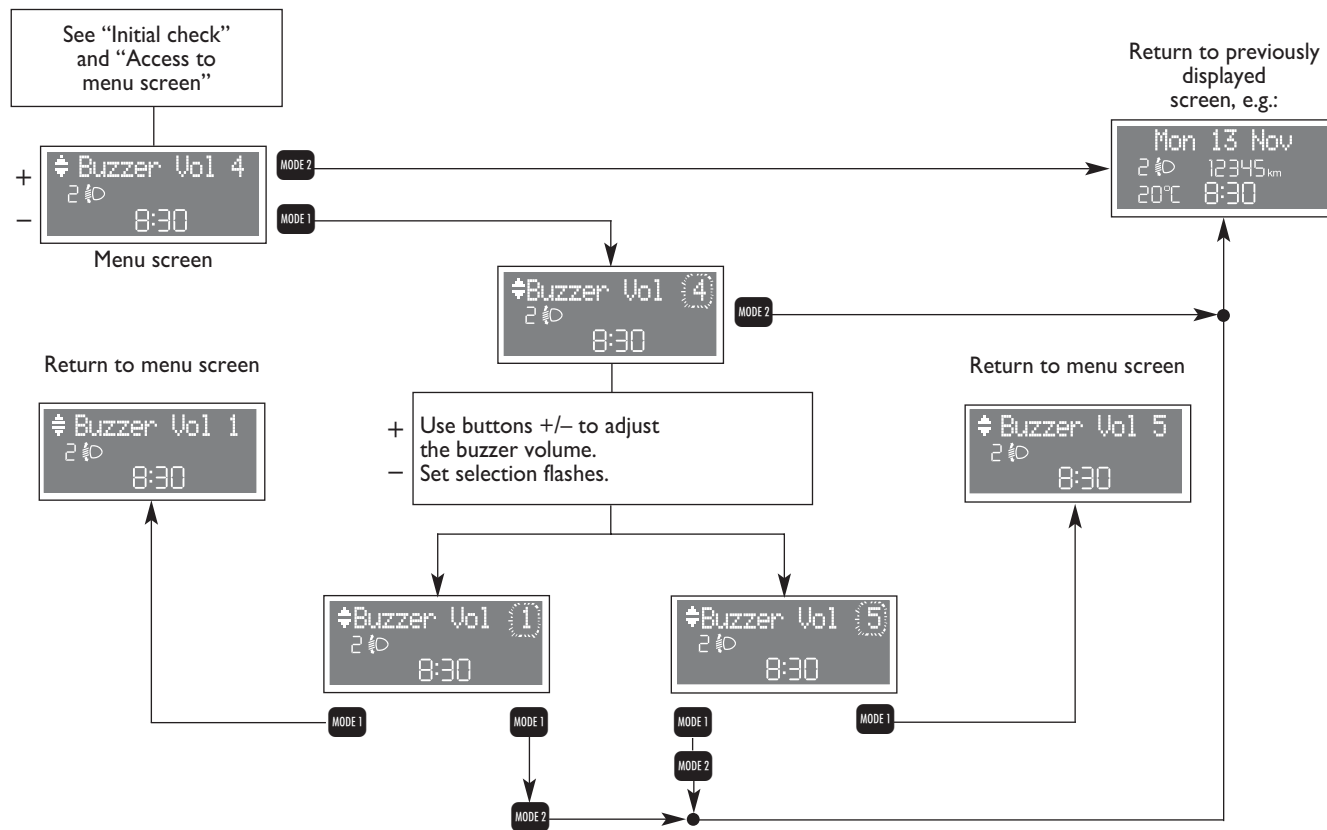 See “Initial check”
and “Access to
menu screen”
Return to previously
displayed
screen, e.g.:
+
−
Buzzer Vol 4
2
8:30
MODE 2
MODE 1
Menu screen
Mon 13 Nov
2 12345 km
20°C 8:30
Buzzer Vol 4
2
8:30
MODE 2
Return to menu screen
Buzzer Vol 1
2
8:30
+
−
Use buttons +/– to adjust
the buzzer volume.
Set selection flashes.
Return to menu screen
Buzzer Vol 5
2
8:30
Buzzer Vol 1
2
8:30
Buzzer Vol 5
2
8:30
MODE 1
MODE 1
MODE 1
MODE 1
MODE 2
MODE 2